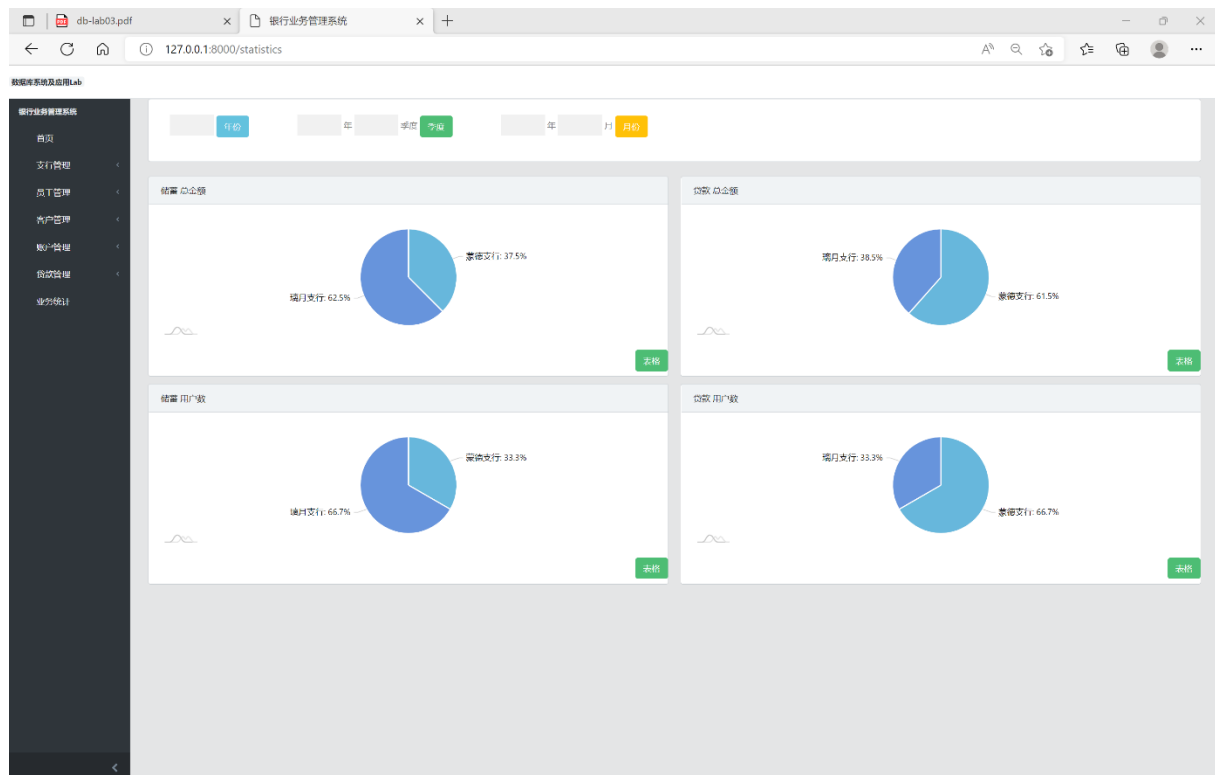 db-lab03.pdf
银行业务管理系统
127.0.0.1:8000/statistics
数据库系统及应用Lab
银行业务管理系统
首页
支行管理
员工管理
客户管理
账户管理
贷款管理
业务统计
年份 年 季度 季度 年 月 月份
储蓄 总金额
蒙德支行: 37.5%
璃月支行: 62.5%
表格
贷款 总金额
璃月支行: 38.5%
蒙德支行: 61.5%
表格
储蓄 用户数
蒙德支行: 33.3%
璃月支行: 66.7%
表格
贷款 用户数
璃月支行: 33.3%
蒙德支行: 66.7%
表格